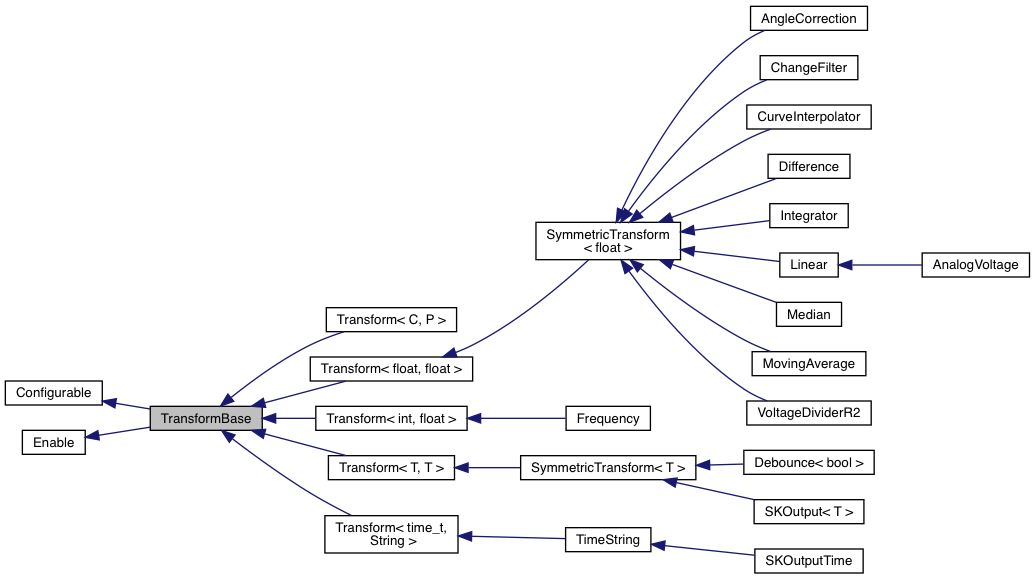 AngleCorrection
ChangeFilter
CurveInterpolator
Difference
Integrator
SymmetricTransform
< float >
Linear
AnalogVoltage
Median
MovingAverage
VoltageDividerR2
Transform< C, P >
Transform< float, float >
Configurable
TransformBase
Enable
Transform< int, float >
Frequency
Transform< T, T >
SymmetricTransform< T >
Debounce< bool >
SKOutput< T >
Transform< time_t,
String >
TimeString
SKOutputTime